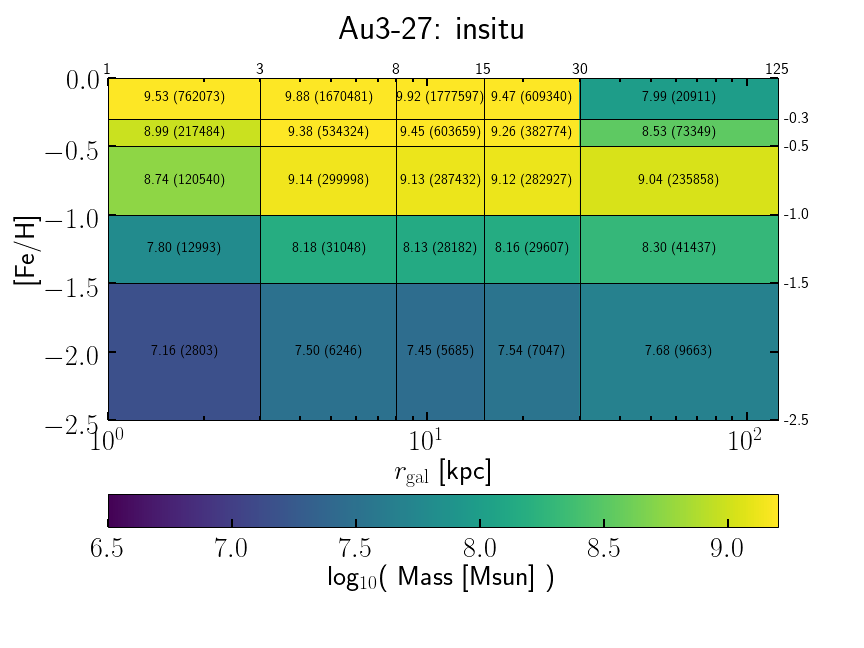 Au3-27: insitu
1 3 8 15 30 125
0.0
9.53 (762073) 9.88 (1670481) 9.92 (1777597) 9.47 (609340) 7.99 (20911)
-0.3
8.99 (217484) 9.38 (534324) 9.45 (603659) 9.26 (382774) 8.53 (73349)
−0.5 -0.5
8.74 (120540) 9.14 (299998) 9.13 (287432) 9.12 (282927) 9.04 (235858)
−1.0 -1.0
[Fe/H]
7.80 (12993) 8.18 (31048) 8.13 (28182) 8.16 (29607) 8.30 (41437)
−1.5 -1.5
7.16 (2803) 7.50 (6246) 7.45 (5685) 7.54 (7047) 7.68 (9663)
−2.0
−2.5 -2.5
10⁰ 10¹ 10²
r_gal [kpc]
6.5 7.0 7.5 8.0 8.5 9.0
log₁₀( Mass [Msun] )